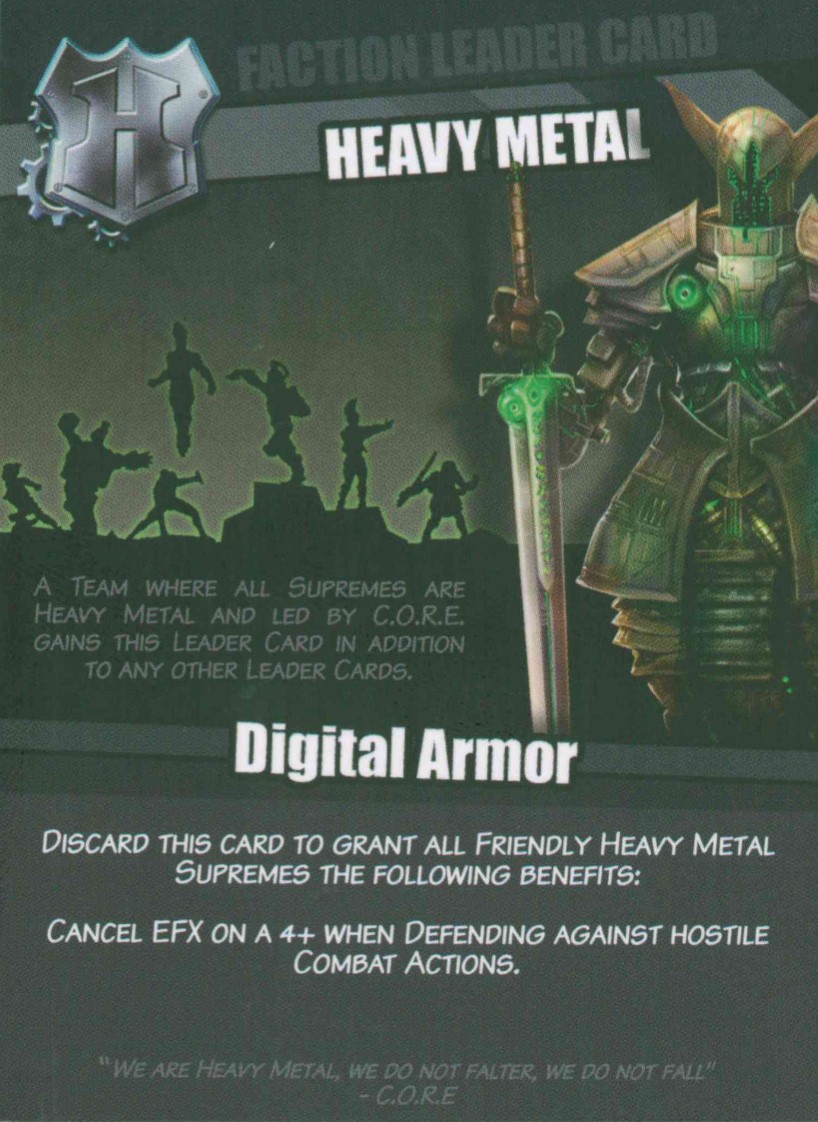 FACTION LEADER CARD
H
HEAVY METAL
A TEAM WHERE ALL SUPREMES ARE
HEAVY METAL AND LED BY C.O.R.E.
GAINS THIS LEADER CARD IN ADDITION
TO ANY OTHER LEADER CARDS.
Digital Armor
DISCARD THIS CARD TO GRANT ALL FRIENDLY HEAVY METAL
SUPREMES THE FOLLOWING BENEFITS:
CANCEL EFX ON A 4+ WHEN DEFENDING AGAINST HOSTILE
COMBAT ACTIONS.
"WE ARE HEAVY METAL, WE DO NOT FALTER, WE DO NOT FALL"
- C.O.R.E